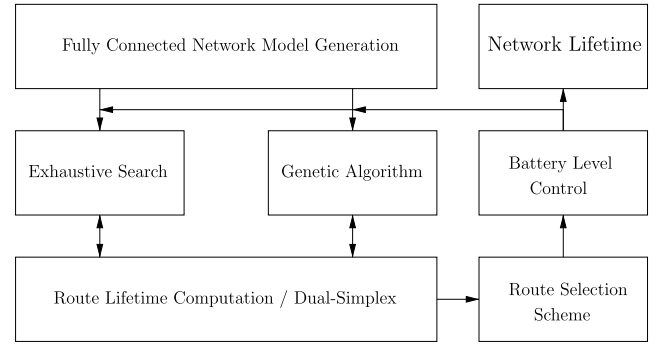 Fully Connected Network Model Generation
Network Lifetime
Exhaustive Search
Genetic Algorithm
Battery Level
Control
Route Lifetime Computation / Dual-Simplex
Route Selection
Scheme